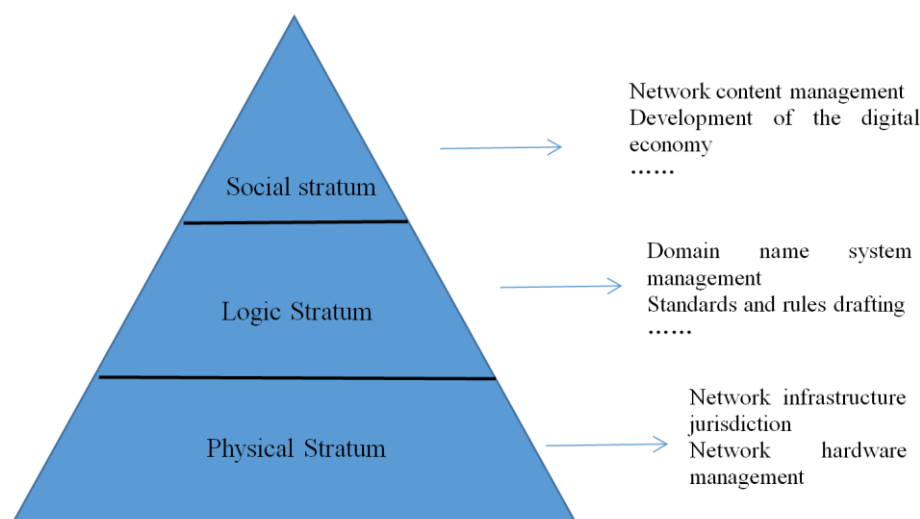 Network content management
Development of the digital
economy
……
Social stratum
Domain name system
management
Standards and rules drafting
……
Logic Stratum
Network infrastructure
jurisdiction
Network hardware
management
Physical Stratum